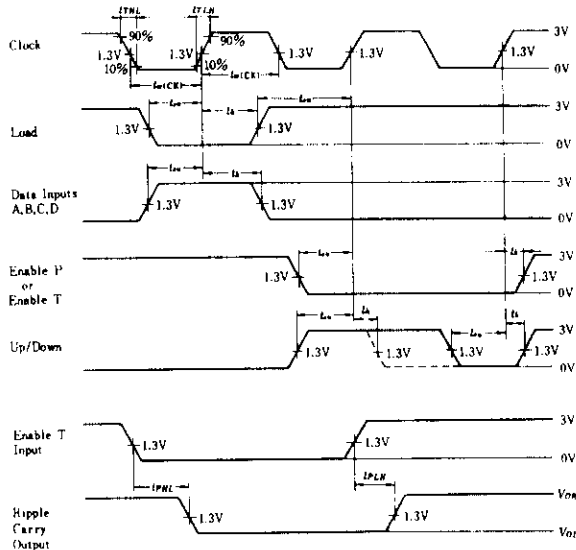 tTHL tTLH
Clock 90% 90% 3V
1.3V 1.3V 1.3V 1.3V 1.3V
10% 10% 0V
tw(CK) tw(CK)
tsu th tsu
Load 1.3V 1.3V 3V
0V
tsu th
Data Inputs
A,B,C,D 1.3V 1.3V 3V
0V
Enable P
or
Enable T tsu th 3V
1.3V 1.3V 0V
Up/Down tsu th tsu th 3V
1.3V 1.3V 1.3V 1.3V 0V
Enable T
Input 1.3V 1.3V 3V
0V
tPHL tPLH
Ripple
Carry
Output 1.3V 1.3V VOH
VOL